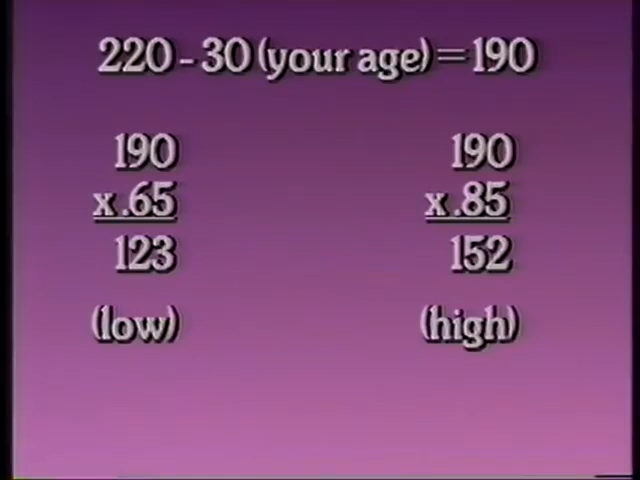 220 - 30 (your age) = 190
190 190
x .65 x .85
123 152
(low) (high)